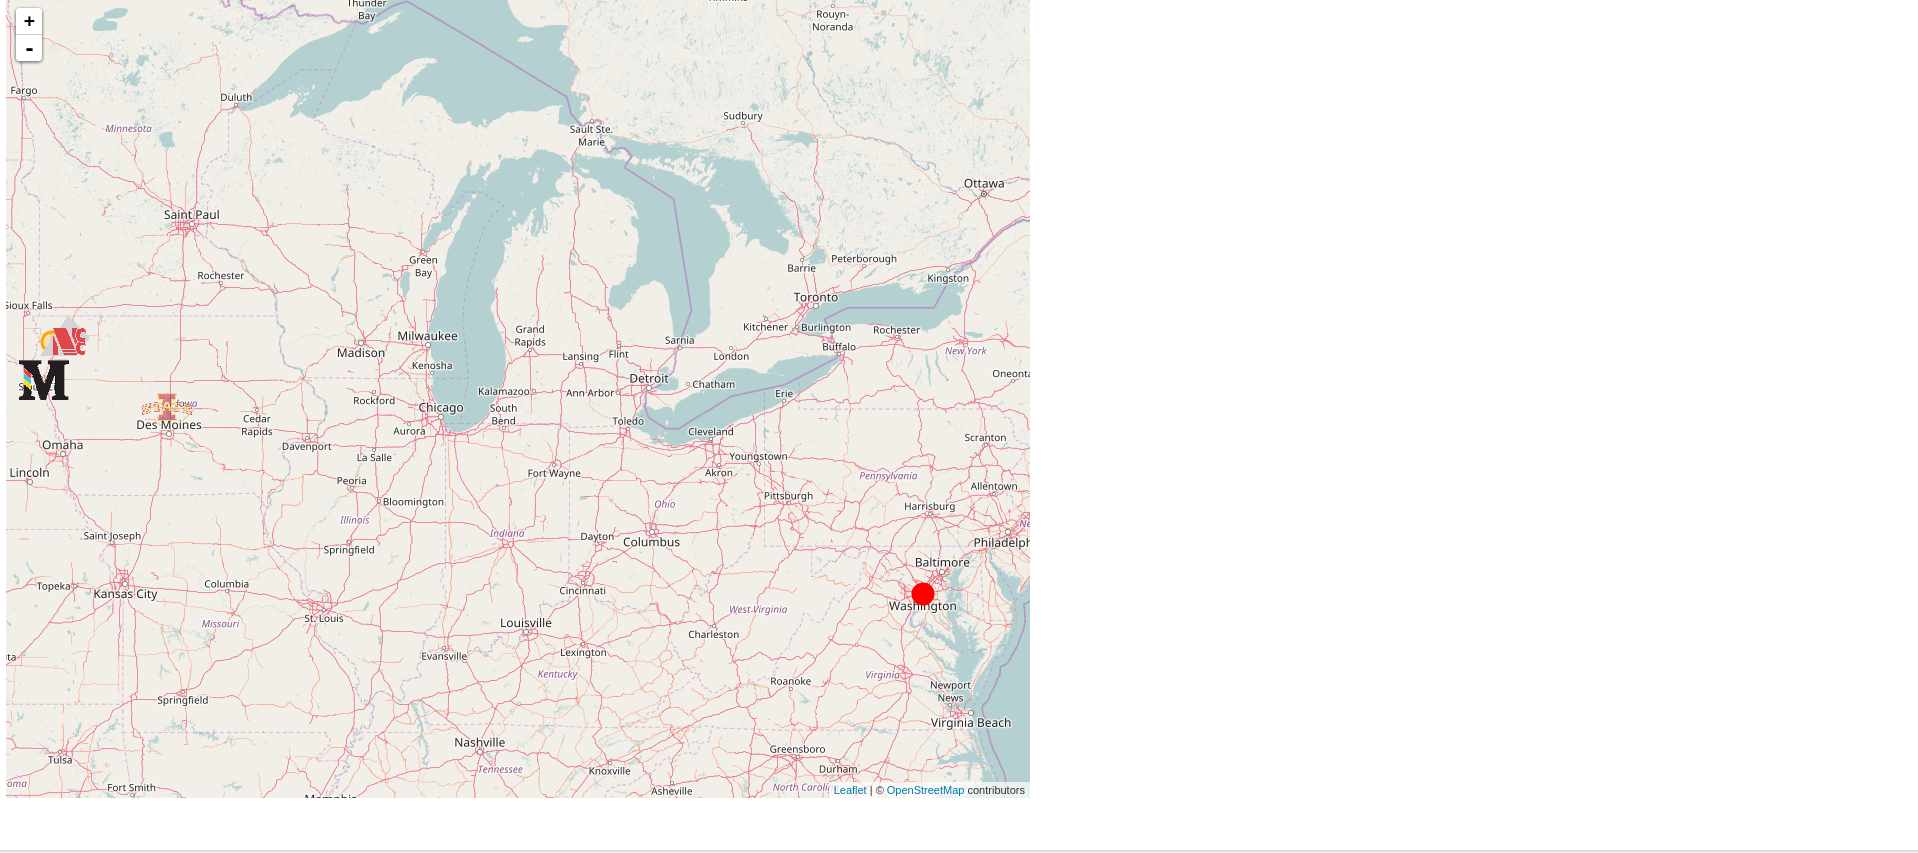 Thunder
Bay
Rouyn-
Noranda
+
-
Fargo
Duluth
Sudbury
Minnesota
Sault Ste.
Marie
Ottawa
Saint Paul
Green
Bay
Peterborough
Barrie
Rochester
Kingston
Sioux Falls
Toronto
Grand
Rapids
Kitchener
Burlington
Rochester
Milwaukee
Sarnia
Buffalo
Madison
Lansing
Flint
London
New York
Kenosha
Detroit
Chatham
Oneonta
M
Kalamazoo
Ann Arbor
Erie
Rockford
Iowa
STATE
Chicago
South
Bend
Cedar
Rapids
Des Moines
Aurora
Toledo
Cleveland
Scranton
Omaha
Davenport
La Salle
Youngstown
Lincoln
Fort Wayne
Akron
Pennsylvania
Peoria
Allentown
Bloomington
Pittsburgh
Ohio
Harrisburg
Illinois
Indiana
Saint Joseph
Dayton
Columbus
Philadelph
Springfield
Baltimore
Topeka
Columbia
Kansas City
Cincinnati
Washington
West Virginia
Missouri
St. Louis
Louisville
Charleston
Evansville
Lexington
Kentucky
Virginia
Roanoke
Newport
News
Springfield
Virginia Beach
Nashville
Greensboro
Tulsa
Tennessee
Knoxville
Durham
Fort Smith
Asheville
North Caroli
Leaflet | © OpenStreetMap contributors